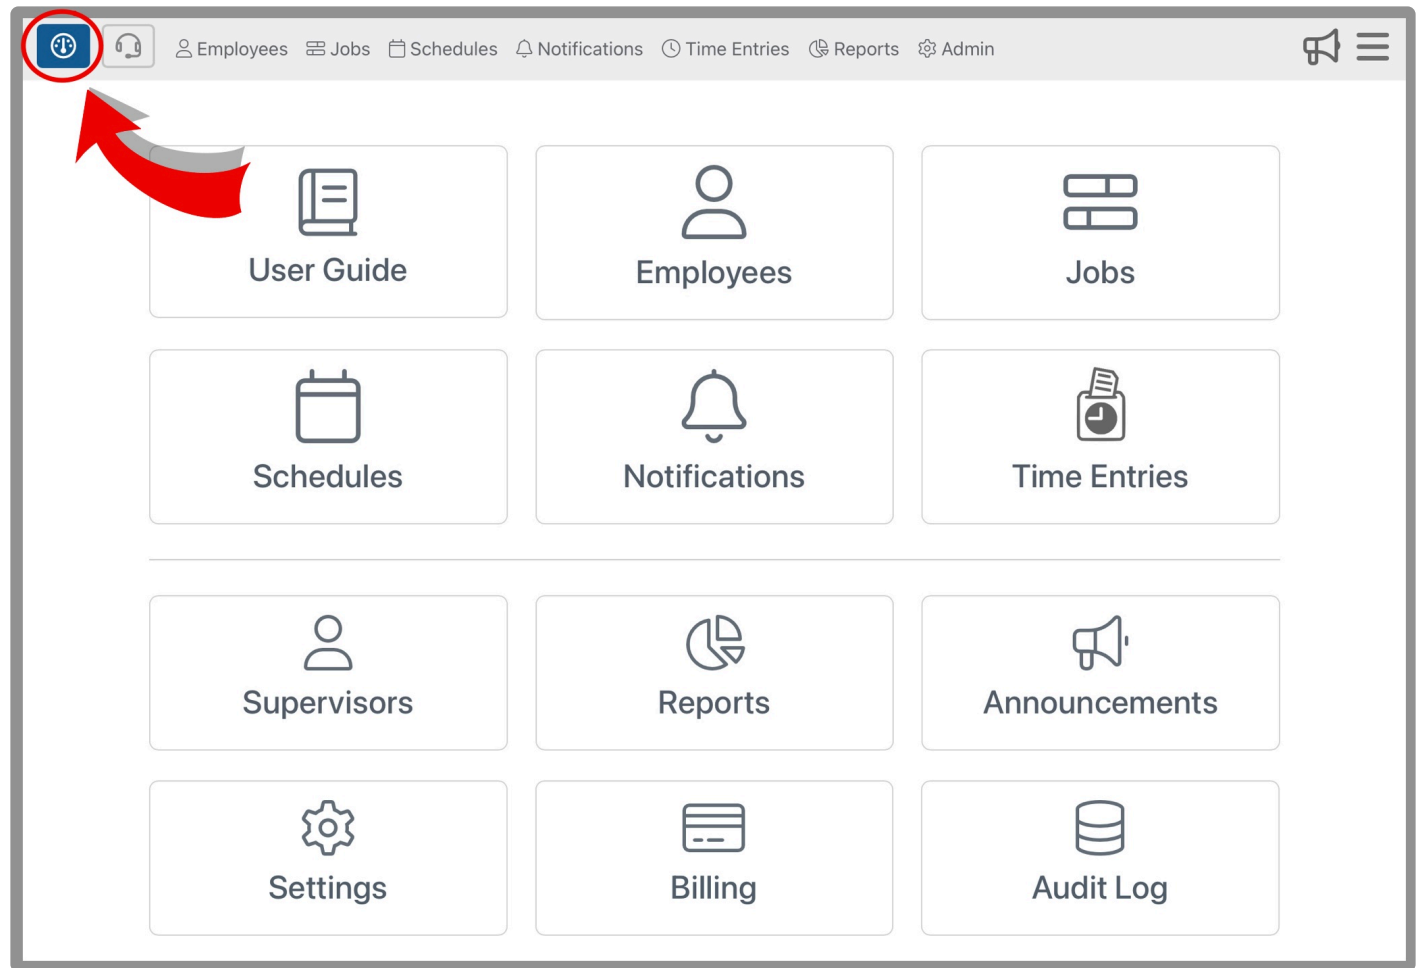 Employees Jobs Schedules Notifications Time Entries Reports Admin
User Guide
Employees
Jobs
Schedules
Notifications
Time Entries
Supervisors
Reports
Announcements
Settings
Billing
Audit Log